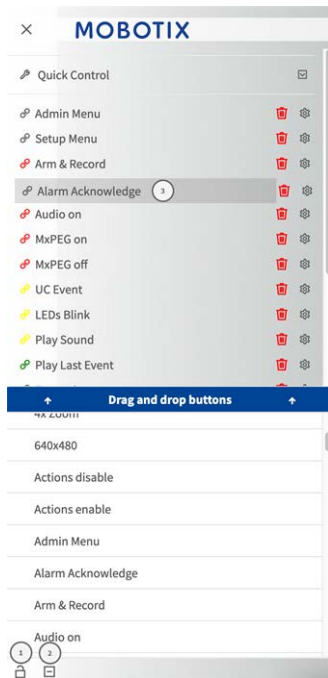 MOBOTIX
Quick Control
Admin Menu
Setup Menu
Arm & Record
Alarm Acknowledge 3
Audio on
MxPEG on
MxPEG off
UC Event
LEDs Blink
Play Sound
Play Last Event
Drag and drop buttons
4x Zoom
640x480
Actions disable
Actions enable
Admin Menu
Alarm Acknowledge
Arm & Record
Audio on
1 2